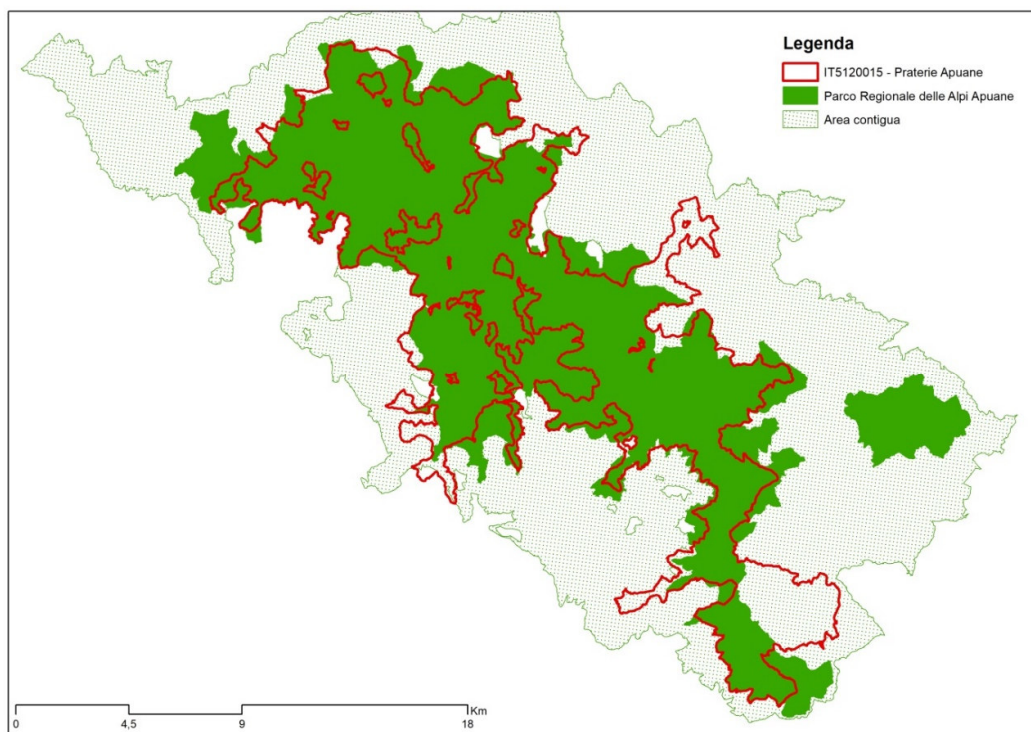 Legenda
IT5120015 - Praterie Apuane
Parco Regionale delle Alpi Apuane
Area contigua
Km
0 4,5 9 18